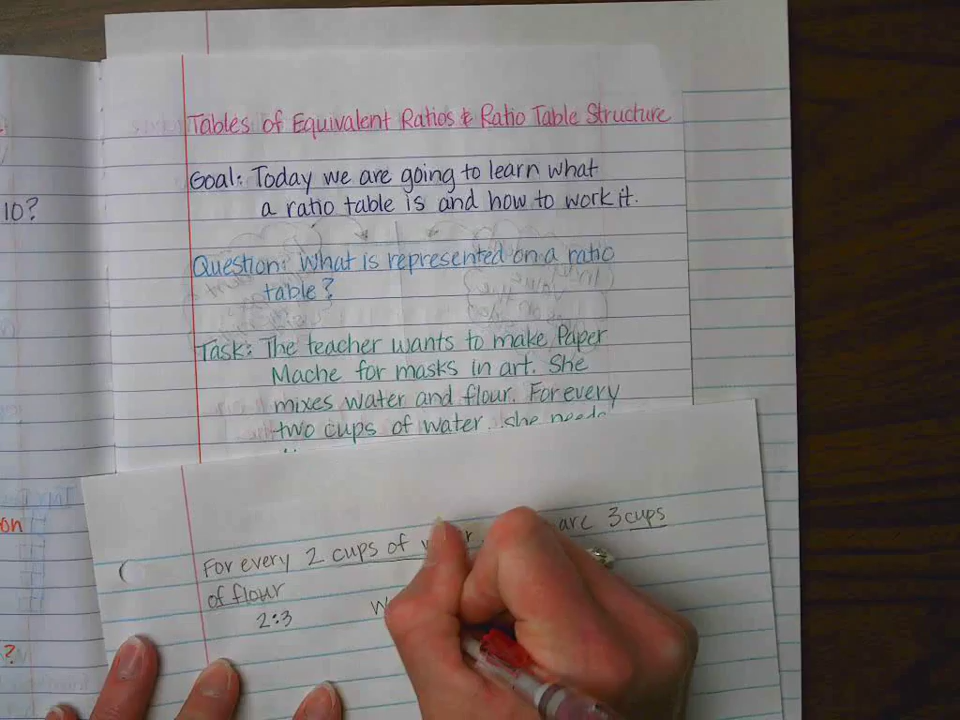 10?
on
?
Tables of Equivalent Ratios & Ratio Table Structure
Goal: Today we are going to learn what
a ratio table is and how to work it.
Question: What is represented on a ratio
table?
Task: The teacher wants to make Paper
Mache for masks in art. She
mixes water and flour. For every
two cups of water, she needs
For every 2 cups of are 3 cups
of flour
2:3 W